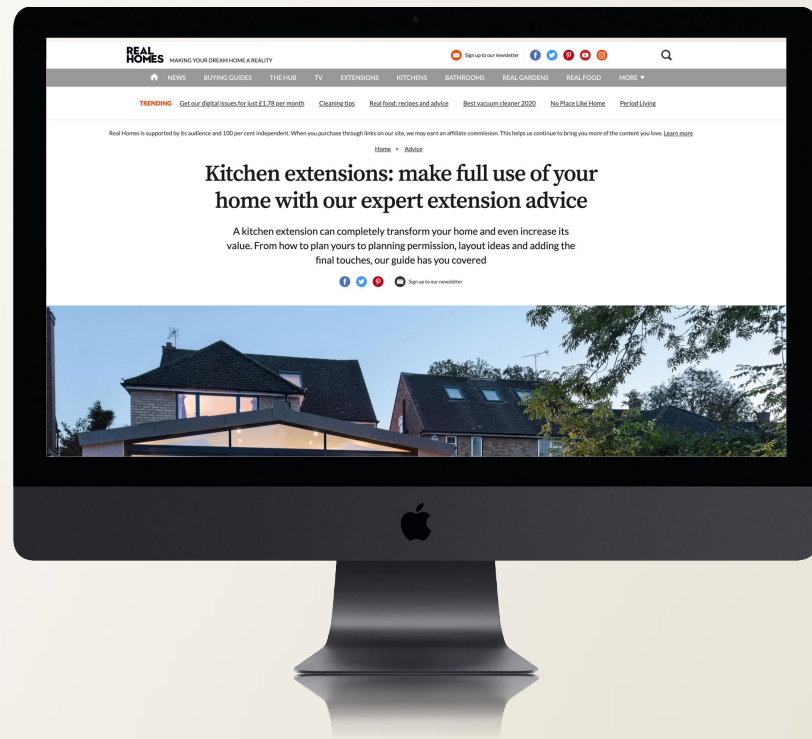 REAL
HOMES MAKING YOUR DREAM HOME A REALITY
Sign up to our newsletter
NEWS BUYING GUIDES THE HUB TV EXTENSIONS KITCHENS BATHROOMS REAL GARDENS REAL FOOD MORE ▼
TRENDING Get our digital issues for just £1.78 per month Cleaning tips Real food: recipes and advice Best vacuum cleaner 2020 No Place Like Home Period Living
Real Homes is supported by its audience and 100 per cent independent. When you purchase through links on our site, we may earn an affiliate commission. This helps us continue to bring you more of the content you love. Learn more
Home > Advice
Kitchen extensions: make full use of your
home with our expert extension advice
A kitchen extension can completely transform your home and even increase its
value. From how to plan yours to planning permission, layout ideas and adding the
final touches, our guide has you covered
Sign up to our newsletter